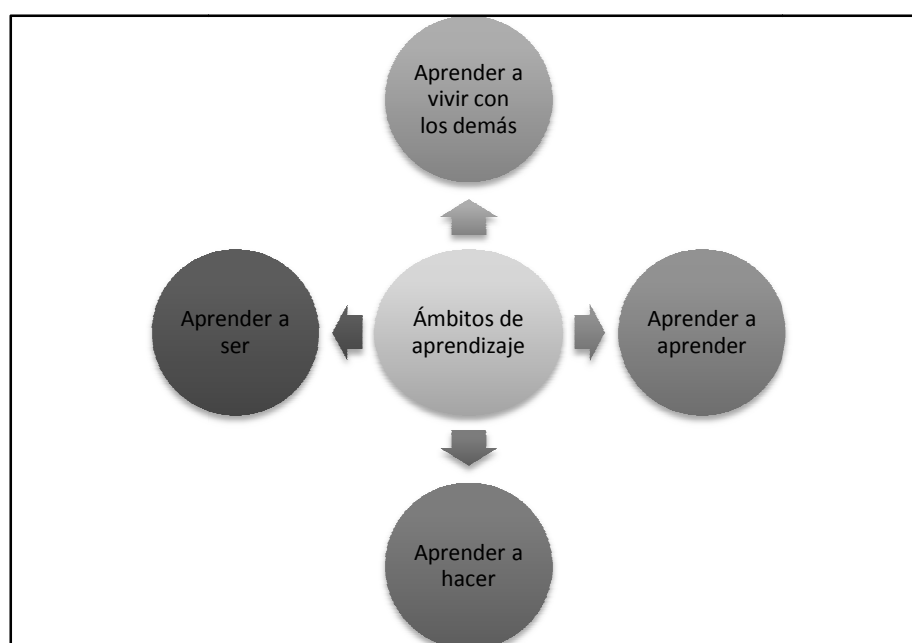 Aprender a
vivir con
los demás
Aprender a
ser
Ámbitos de
aprendizaje
Aprender a
aprender
Aprender a
hacer